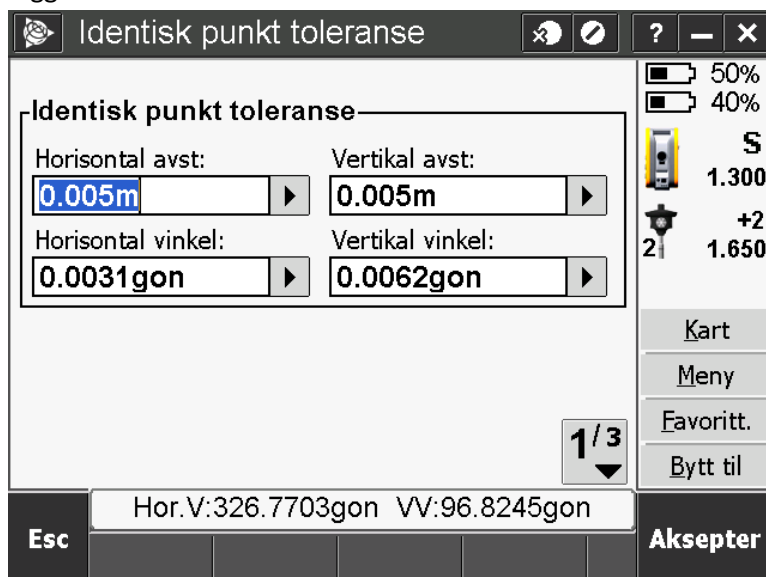 Identisk punkt toleranse
? – ×
50%
40%
Identisk punkt toleranse
Horisontal avst: Vertikal avst:
0.005m 0.005m
Horisontal vinkel: Vertikal vinkel:
0.0031gon 0.0062gon
S
1.300
+2
2 1.650
Kart
Meny
Favoritt.
Bytt til
1/3
Hor.V:326.7703gon VV:96.8245gon
Esc
Aksepter